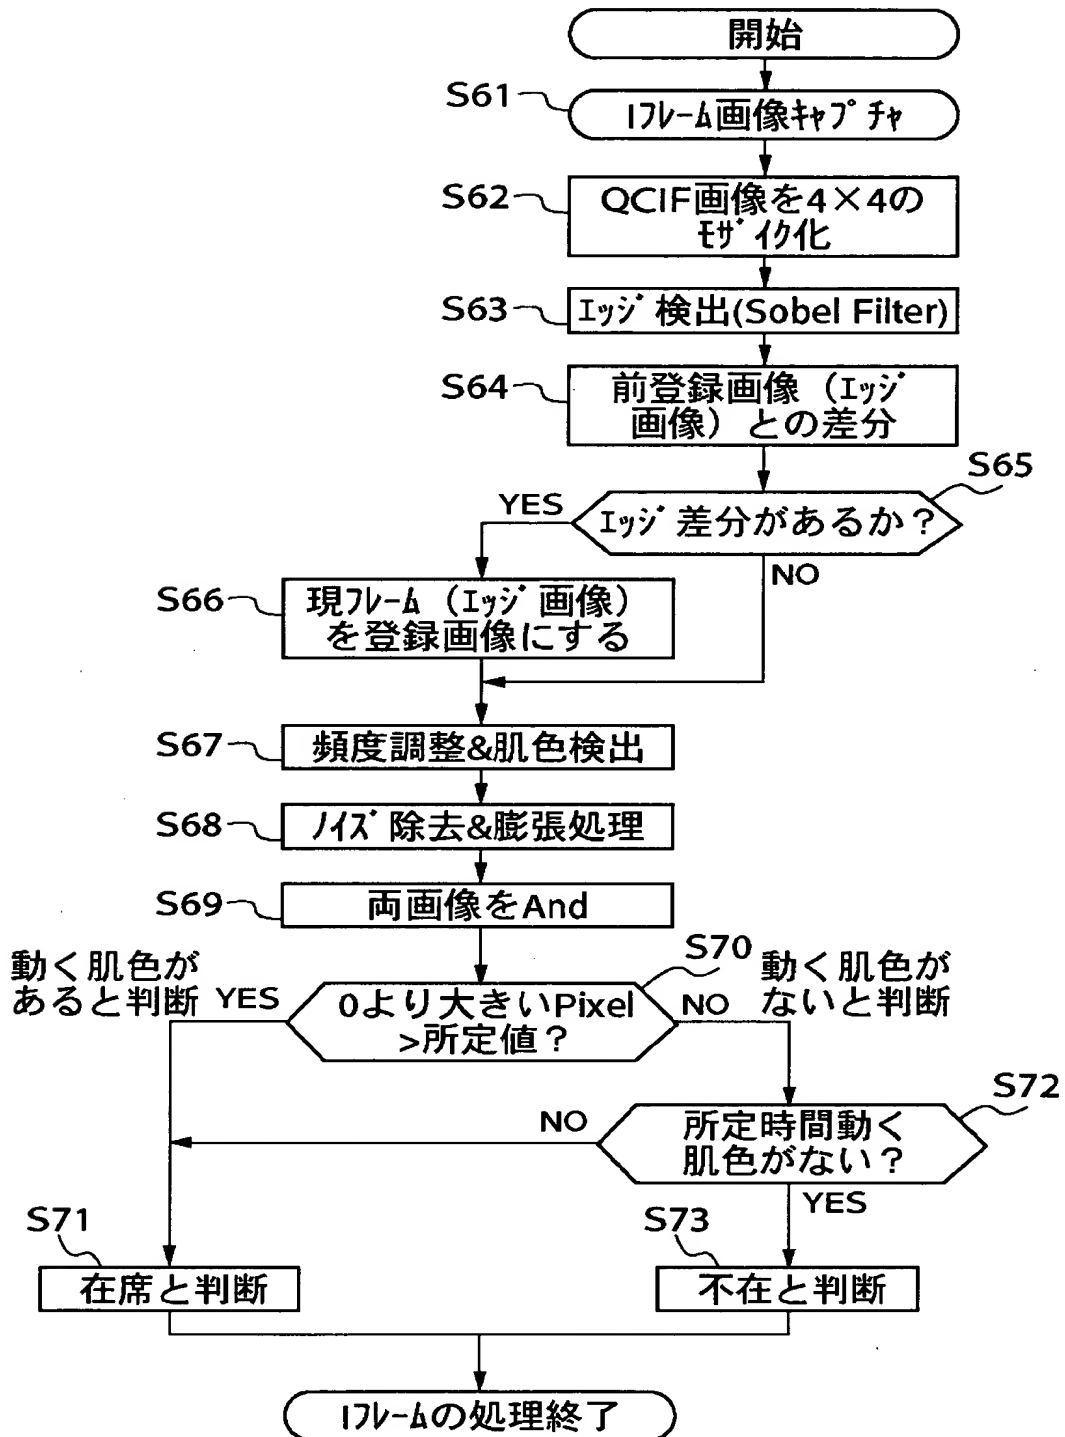 開始
S61
1フレーム画像キャプチャ
S62
QCIF画像を4×4の
モザイク化
S63
エッジ検出(Sobel Filter)
S64
前登録画像（エッジ
画像）との差分
S65
エッジ差分があるか？
YES
NO
S66
現フレーム（エッジ画像）
を登録画像にする
S67
頻度調整&肌色検出
S68
ノイズ除去&膨張処理
S69
両画像をAnd
S70
動く肌色が
あると判断
YES
0より大きいPixel
>所定値？
NO
動く肌色が
ないと判断
S72
所定時間動く
肌色がない？
NO
YES
S71
在席と判断
S73
不在と判断
1フレームの処理終了